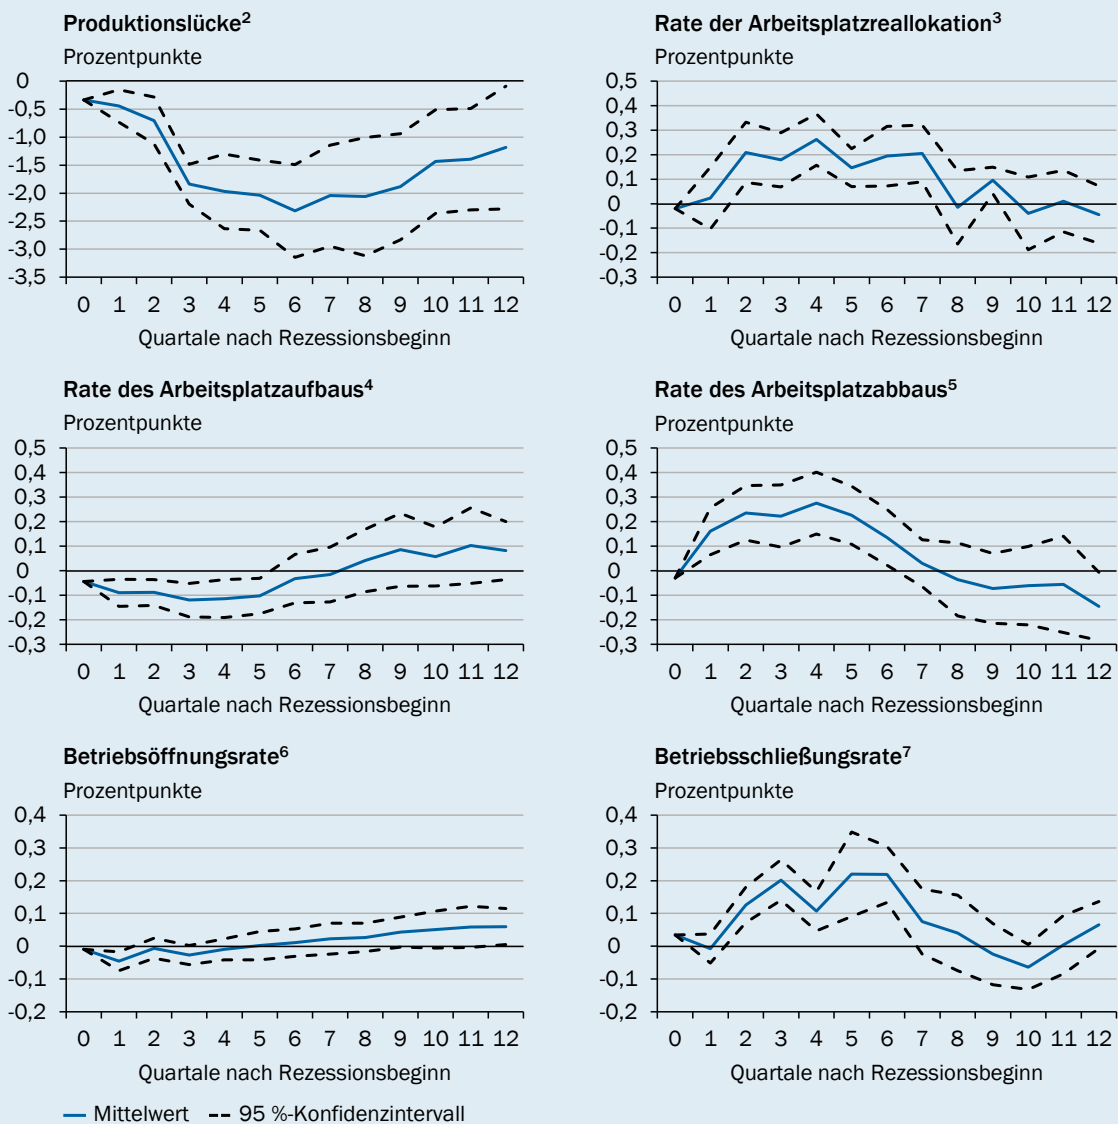 Produktionslücke²
Prozentpunkte
0
-0,5
-1,0
-1,5
-2,0
-2,5
-3,0
-3,5
0 1 2 3 4 5 6 7 8 9 10 11 12
Quartale nach Rezessionsbeginn
Rate der Arbeitsplatzreallokation³
Prozentpunkte
0,5
0,4
0,3
0,2
0,1
0
-0,1
-0,2
-0,3
0 1 2 3 4 5 6 7 8 9 10 11 12
Quartale nach Rezessionsbeginn
Rate des Arbeitsplatzaufbaus⁴
Prozentpunkte
0,5
0,4
0,3
0,2
0,1
0
-0,1
-0,2
-0,3
0 1 2 3 4 5 6 7 8 9 10 11 12
Quartale nach Rezessionsbeginn
Rate des Arbeitsplatzabbaus⁵
Prozentpunkte
0,5
0,4
0,3
0,2
0,1
0
-0,1
-0,2
-0,3
0 1 2 3 4 5 6 7 8 9 10 11 12
Quartale nach Rezessionsbeginn
Betriebsöffnungsrate⁶
Prozentpunkte
0,4
0,3
0,2
0,1
0
-0,1
-0,2
0 1 2 3 4 5 6 7 8 9 10 11 12
Quartale nach Rezessionsbeginn
Betriebsschließungsrate⁷
Prozentpunkte
0,4
0,3
0,2
0,1
0
-0,1
-0,2
0 1 2 3 4 5 6 7 8 9 10 11 12
Quartale nach Rezessionsbeginn
Mittelwert 95 %-Konfidenzintervall